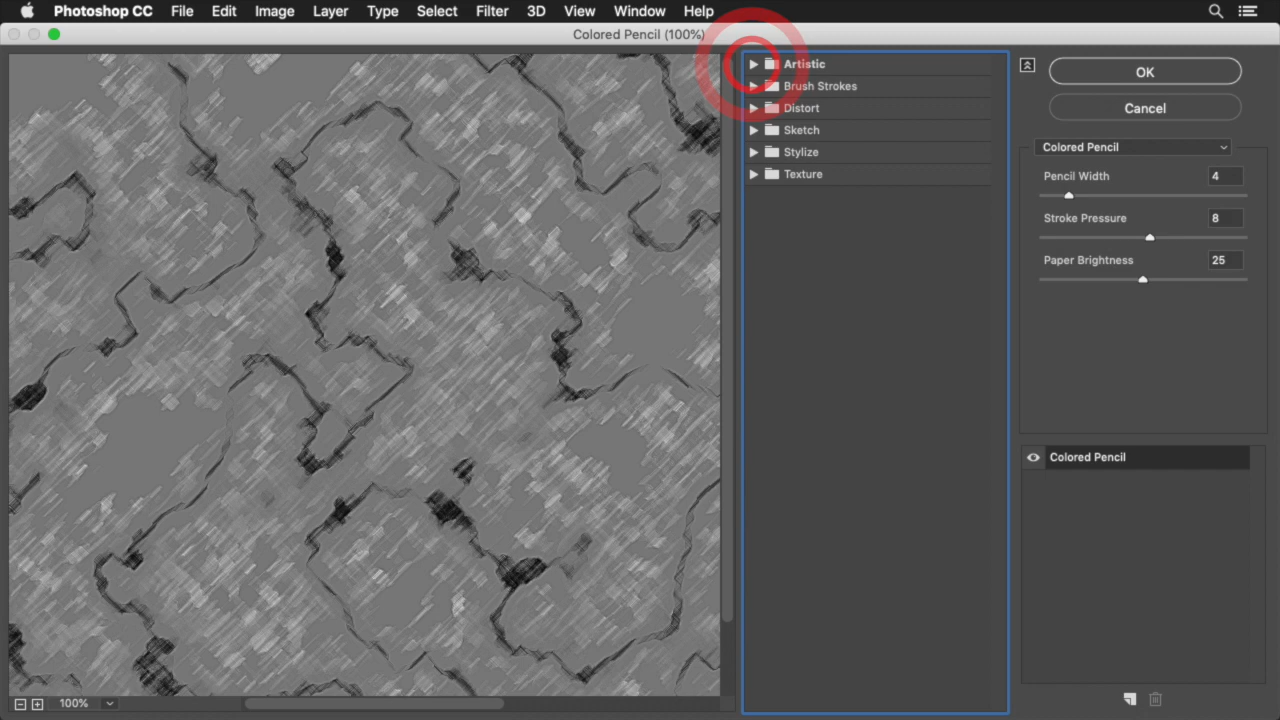 Photoshop CC File Edit Image Layer Type Select Filter 3D View Window Help
Colored Pencil (100%)
Artistic
Brush Strokes
Distort
Sketch
Stylize
Texture
OK
Cancel
Colored Pencil
Pencil Width 4
Stroke Pressure 8
Paper Brightness 25
Colored Pencil
100%